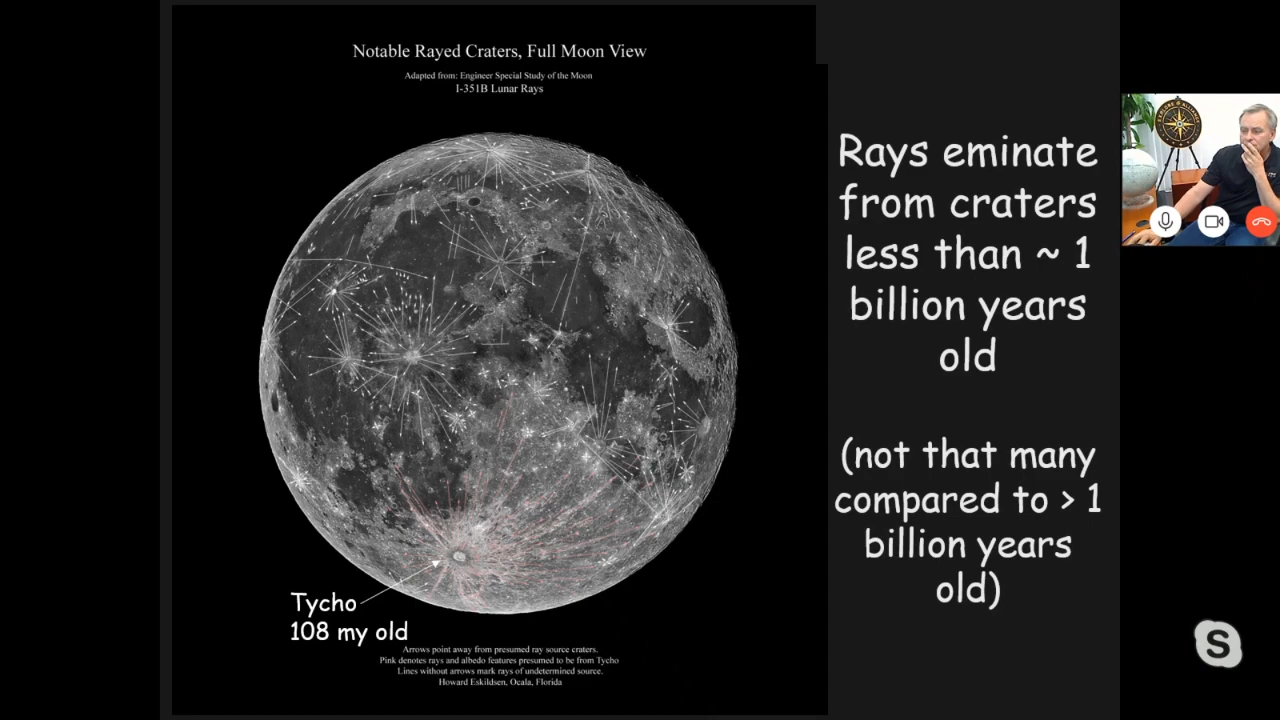 Notable Rayed Craters, Full Moon View
Adapted from: Engineer Special Study of the Moon
I-351B Lunar Rays
Rays eminate
from craters
less than ~ 1
billion years
old
(not that many
compared to > 1
billion years
old)
Tycho
108 my old
Arrows point away from presumed ray source craters.
Pink denotes rays and albedo features presumed to be from Tycho
Lines without arrows mark rays of undetermined source.
Howard Eskildsen, Ocala, Florida
S